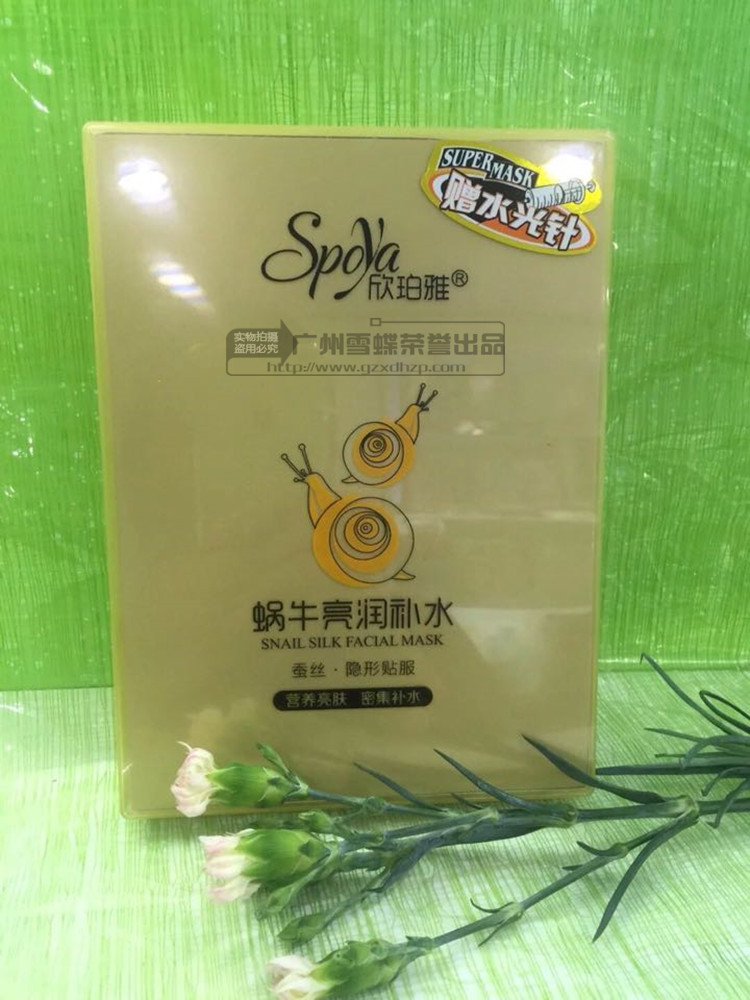 SUPER MASK
赠水光针
Spoya
欣珀雅®
实物拍摄
盗用必究
广州雪蝶荣誉出品
http://www.gzxdhzp.com
蜗牛亮润补水
SNAIL SILK FACIAL MASK
蚕丝·隐形贴服
营养亮肤 密集补水